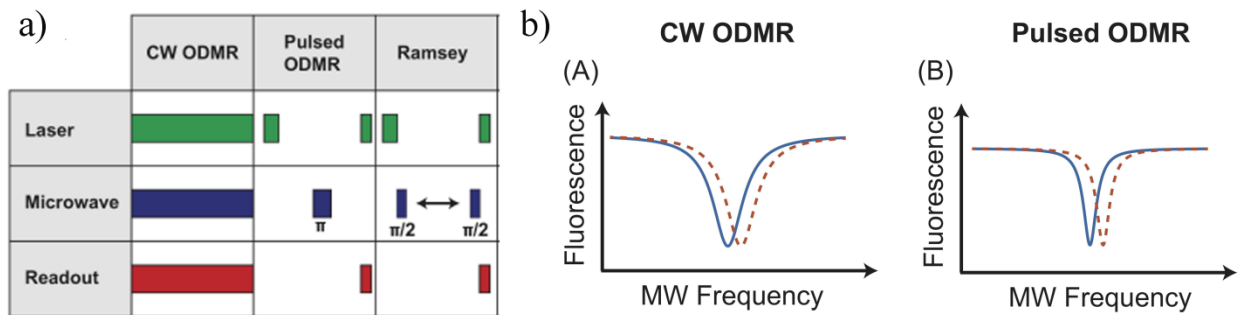 a)
CW ODMR
Pulsed
ODMR
Ramsey
Laser
Microwave
π
π/2
π/2
Readout
b)
CW ODMR
Pulsed ODMR
(A)
(B)
Fluorescence
MW Frequency
Fluorescence
MW Frequency